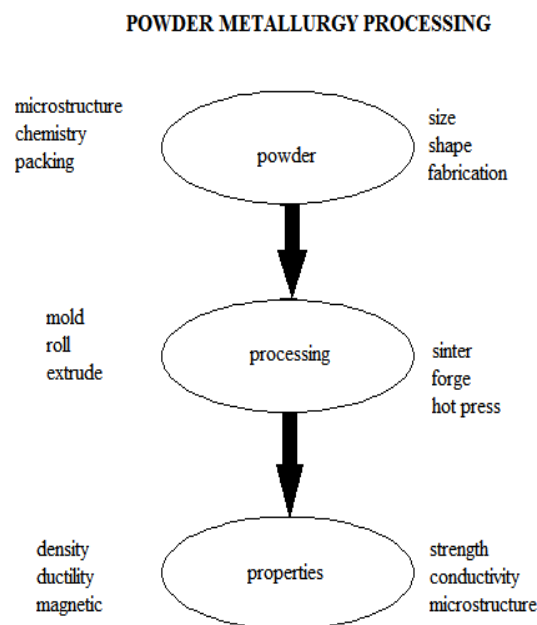 POWDER METALLURGY PROCESSING
microstructure
chemistry
packing
powder
size
shape
fabrication
mold
roll
extrude
processing
sinter
forge
hot press
density
ductility
magnetic
properties
strength
conductivity
microstructure